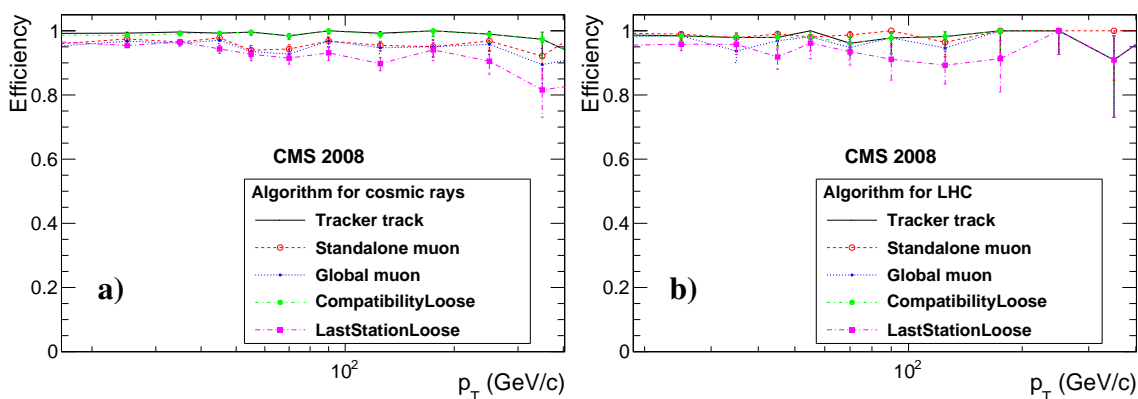 Efficiency
1
0.8
0.6
0.4
0.2
0
1
CMS 2008
Algorithm for cosmic rays
Tracker track
Standalone muon
Global muon
CompatibilityLoose
LastStationLoose
a)
10²
p_T (GeV/c)
Efficiency
1
0.8
0.6
0.4
0.2
0
1
CMS 2008
Algorithm for LHC
Tracker track
Standalone muon
Global muon
CompatibilityLoose
LastStationLoose
b)
10²
p_T (GeV/c)